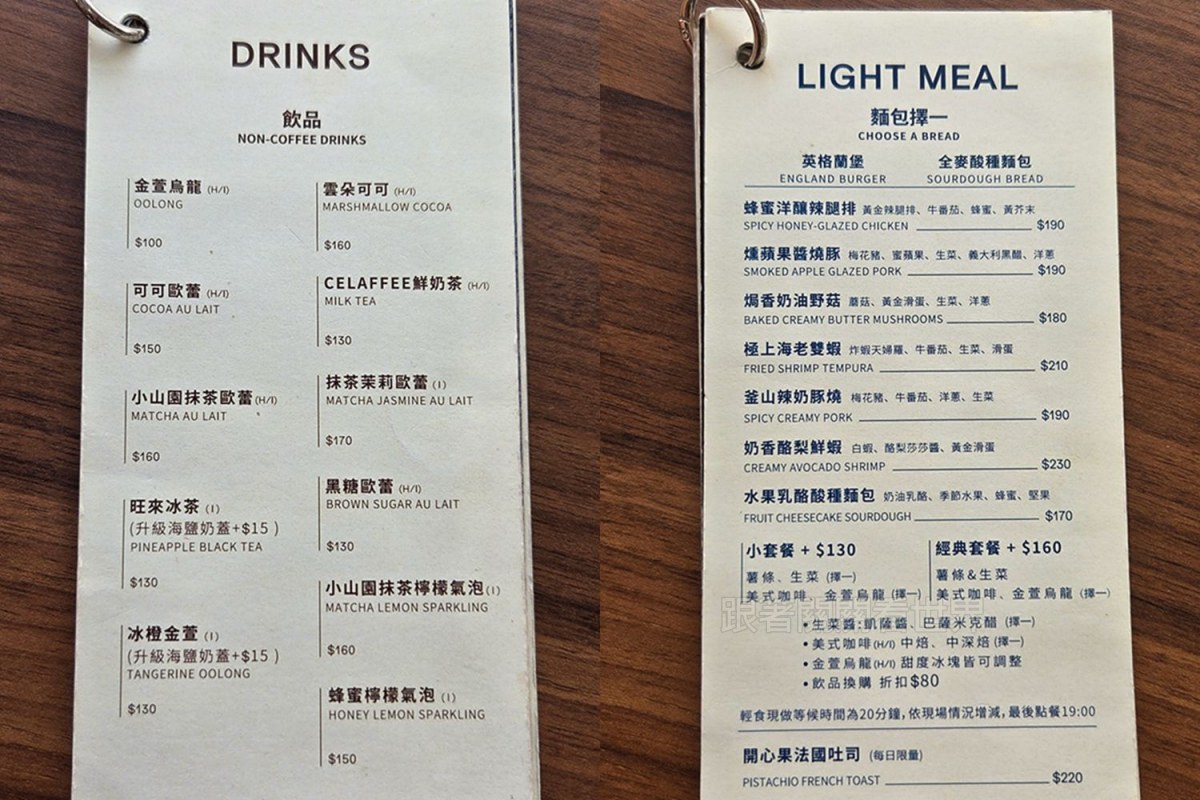 DRINKS
飲品
NON-COFFEE DRINKS
金萱烏龍 (H/I)
OOLONG
$100
可可歐蕾 (H/I)
COCOA AU LAIT
$150
小山園抹茶歐蕾(H/I)
MATCHA AU LAIT
$160
旺來冰茶 (I)
(升級海鹽奶蓋+$15 )
PINEAPPLE BLACK TEA
$130
冰橙金萱 (I)
(升級海鹽奶蓋+$15 )
TANGERINE OOLONG
$130
雲朵可可 (H/I)
MARSHMALLOW COCOA
$160
CELAFFEE鮮奶茶 (H/I)
MILK TEA
$130
抹茶茉莉歐蕾 (I)
MATCHA JASMINE AU LAIT
$170
黑糖歐蕾 (H/I)
BROWN SUGAR AU LAIT
$130
小山園抹茶檸檬氣泡(I)
MATCHA LEMON SPARKLING
$160
蜂蜜檸檬氣泡 (I)
HONEY LEMON SPARKLING
$150
LIGHT MEAL
麵包擇一
CHOOSE A BREAD
英格蘭堡 全麥酸種麵包
ENGLAND BURGER SOURDOUGH BREAD
蜂蜜洋釀辣腿排 黃金辣腿排、牛番茄、蜂蜜、黃芥末
SPICY HONEY-GLAZED CHICKEN $190
燻蘋果醬燒豚 梅花豬、蜜蘋果、生菜、義大利黑醋、洋蔥
SMOKED APPLE GLAZED PORK $190
焗香奶油野菇 蘑菇、黃金滑蛋、生菜、洋蔥
BAKED CREAMY BUTTER MUSHROOMS $180
極上海老雙蝦 炸蝦天婦羅、牛番茄、生菜、滑蛋
FRIED SHRIMP TEMPURA $210
釜山辣奶豚燒 梅花豬、牛番茄、洋蔥、生菜
SPICY CREAMY PORK $190
奶香酪梨鮮蝦 白蝦、酪梨莎莎醬、黃金滑蛋
CREAMY AVOCADO SHRIMP $230
水果乳酪酸種麵包 奶油乳酪、季節水果、蜂蜜、堅果
FRUIT CHEESECAKE SOURDOUGH $170
小套餐 + $130
薯條、生菜 (擇一)
美式咖啡、金萱烏龍 (擇一)
經典套餐 + $160
薯條&生菜
美式咖啡、金萱烏龍 (擇一)
跟著關關看世界
•生菜醬:凱薩醬、巴薩米克醋 (擇一)
•美式咖啡(H/I) 中焙、中深焙 (擇一)
•金萱烏龍(H/I) 甜度冰塊皆可調整
•飲品換購 折扣$80
輕食現做等候時間為20分鐘,依現場情況增減,最後點餐19:00
開心果法國吐司 (每日限量)
PISTACHIO FRENCH TOAST $220